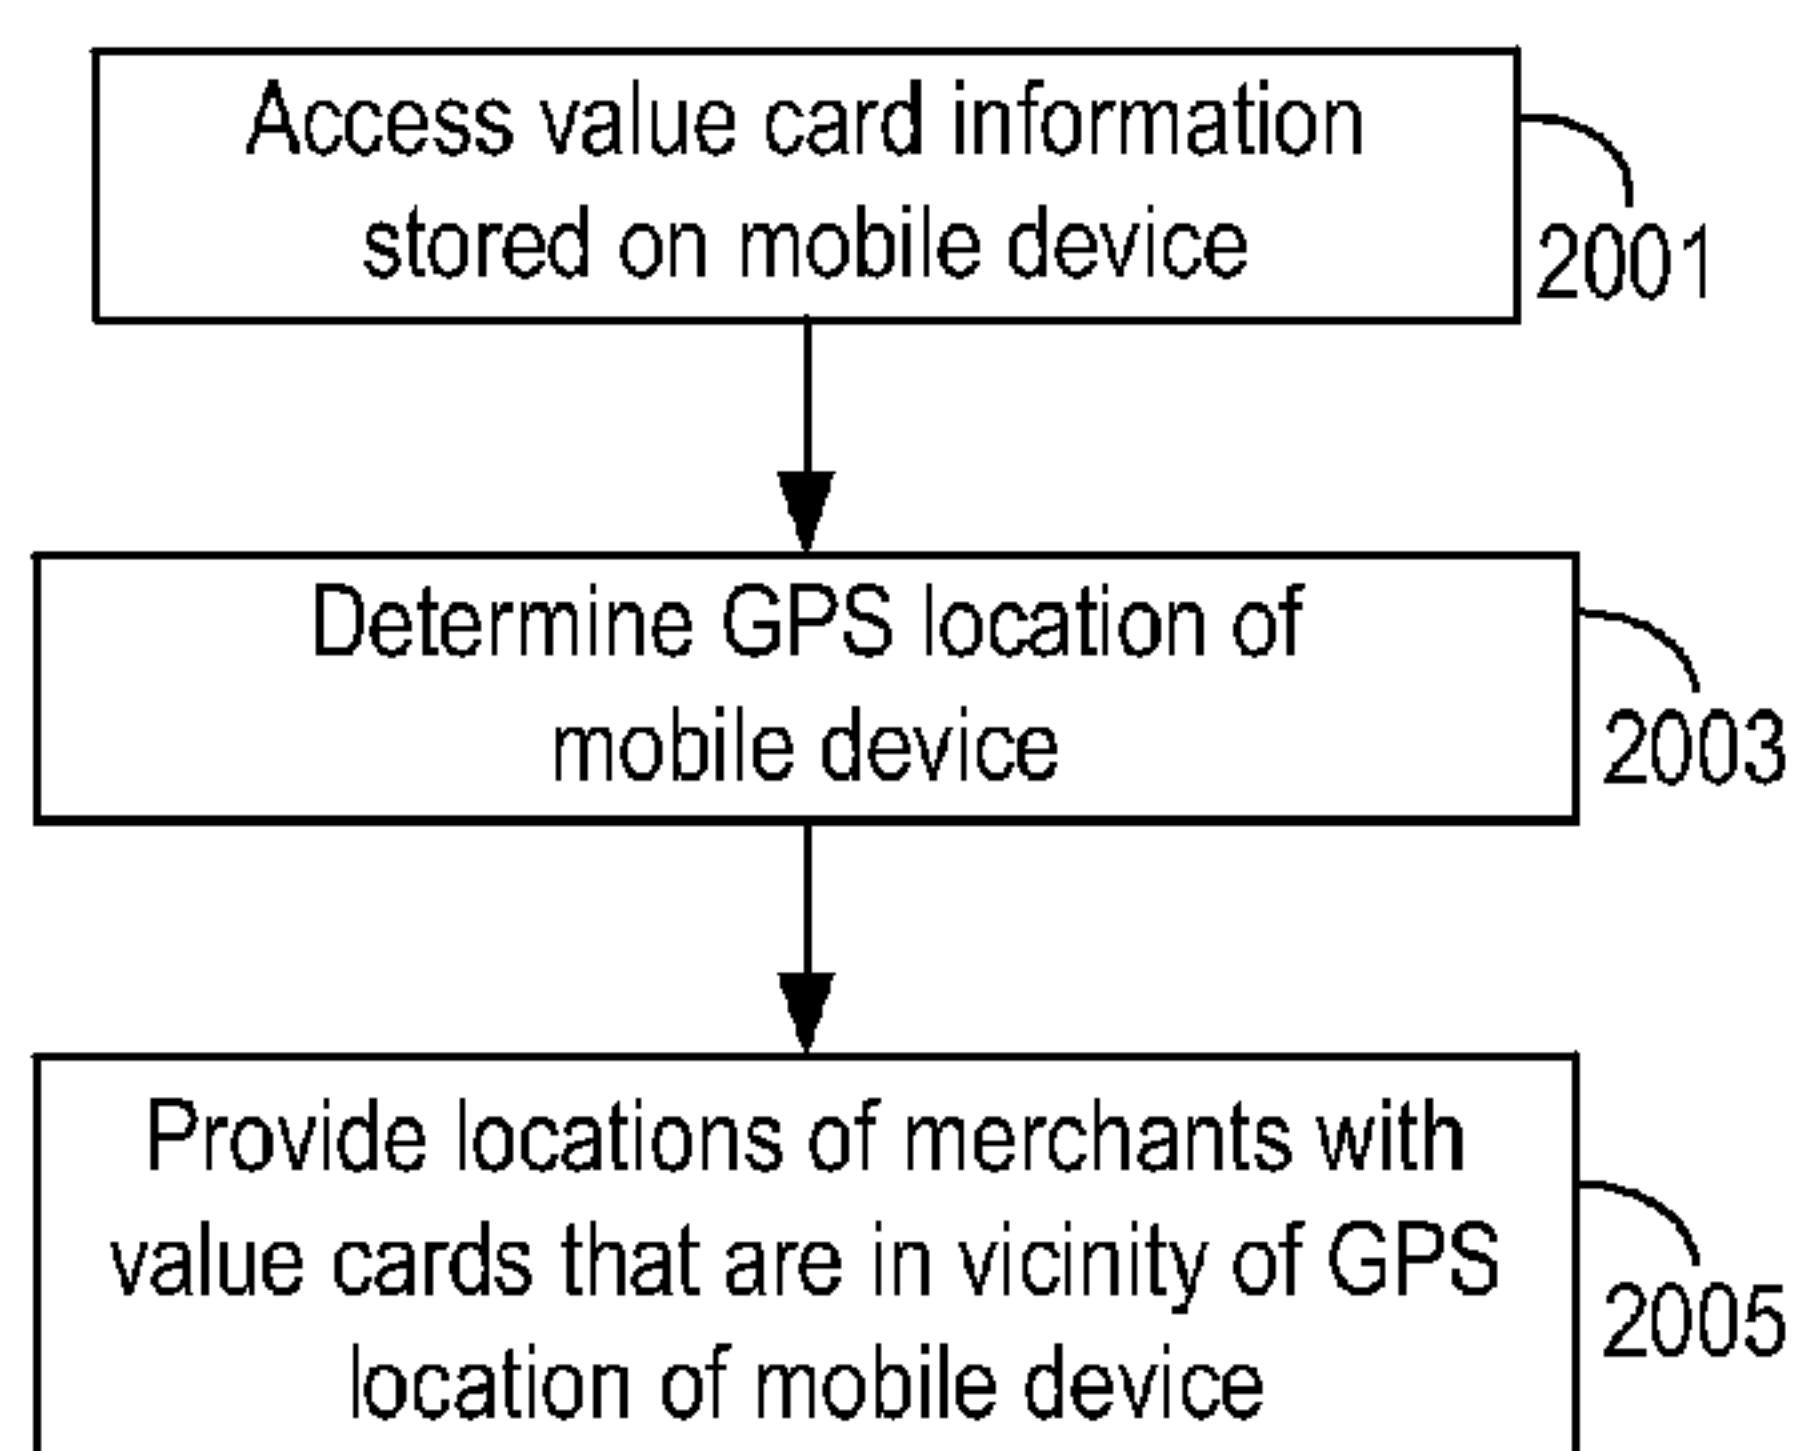 Access value card information
stored on mobile device
2001
Determine GPS location of
mobile device
2003
Provide locations of merchants with
value cards that are in vicinity of GPS
location of mobile device
2005